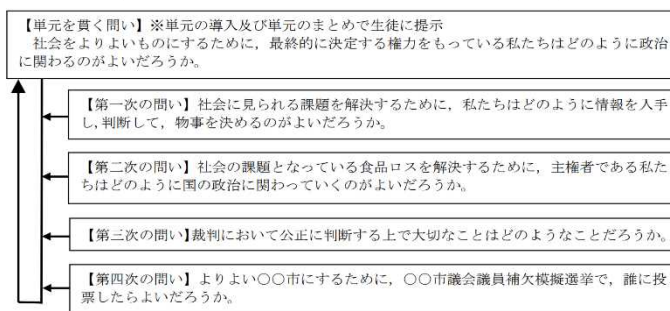 【単元を貫く問い】※単元の導入及び単元のまとめで生徒に提示
社会をよりよいものにするために，最終的に決定する権力をもっている私たちはどのように政治
に関わるのがよいだろうか。
【第一次の問い】社会に見られる課題を解決するために，私たちはどのように情報を入手
し,判断して，物事を決めるのがよいだろうか。
【第二次の問い】社会の課題となっている食品ロスを解決するために，主権者である私た
ちはどのように国の政治に関わっていくのがよいだろうか。
【第三次の問い】裁判において公正に判断する上で大切なことはどのようなことだろうか。
【第四次の問い】よりよい〇〇市にするために，〇〇市議会議員補欠模擬選挙で，誰に投
票したらよいだろうか。